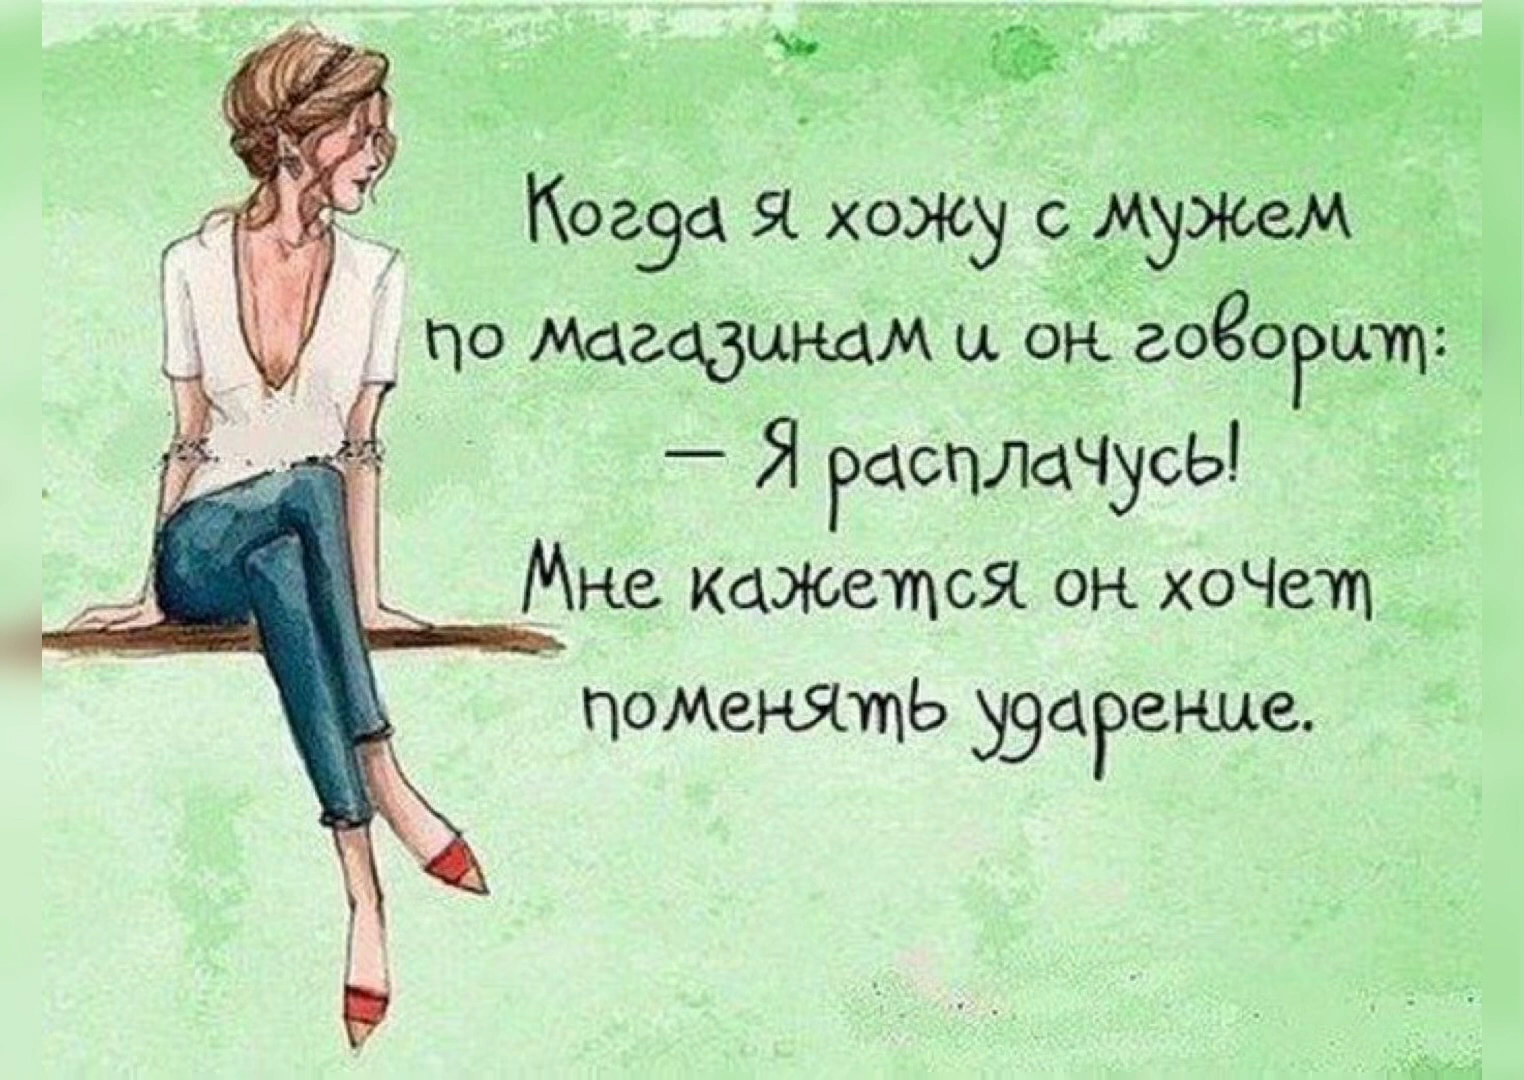 Когда я хожу с мужем
по магазинам и он говорит:
— Я расплачусь!
Мне кажется он хочет
поменять ударение.